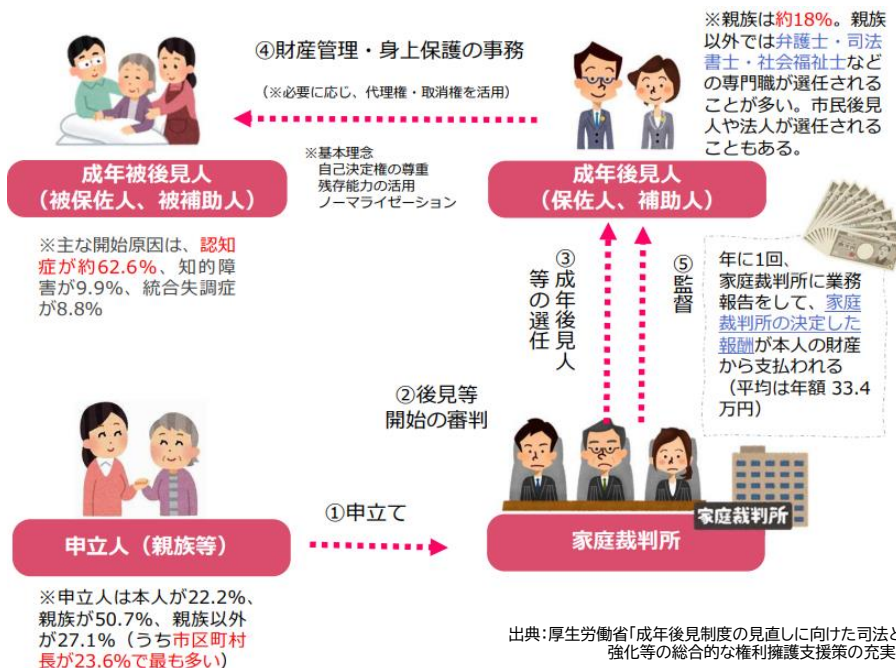 ④財産管理・身上保護の事務
（※必要に応じ、代理権・取消権を活用）
※親族は約18%。親族
以外では弁護士・司法
書士・社会福祉士など
の専門職が選任される
ことが多い。市民後見
人や法人が選任される
こともある。
成年被後見人
（被保佐人、被補助人）
※基本理念
自己決定権の尊重
残存能力の活用
ノーマライゼーション
成年後見人
（保佐人、補助人）
※主な開始原因は、認知
症が約62.6%、知的障
害が9.9%、統合失調症
が8.8%
③成年後見人
等の選任
⑤監督
年に1回、
家庭裁判所に業務
報告をして、家庭
裁判所の決定した
報酬が本人の財産
から支払われる
（平均は年額 33.4
万円）
②後見等
開始の審判
①申立て
家庭裁判所
申立人（親族等）
家庭裁判所
※申立人は本人が22.2%、
親族が50.7%、親族以外
が27.1%（うち市区町村
長が23.6%で最も多い）
出典：厚生労働省「成年後見制度の見直しに向けた司法と
強化等の総合的な権利擁護支援策の充実